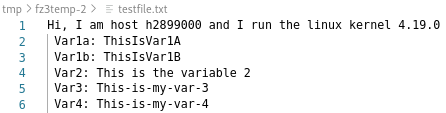 tmp > fz3temp-2 > testfile.txt
1 Hi, I am host h2899000 and I run the linux kernel 4.19.0
2 Var1a: ThisIsVar1A
3 Var1b: ThisIsVar1B
4 Var2: This is the variable 2
5 Var3: This-is-my-var-3
6 Var4: This-is-my-var-4